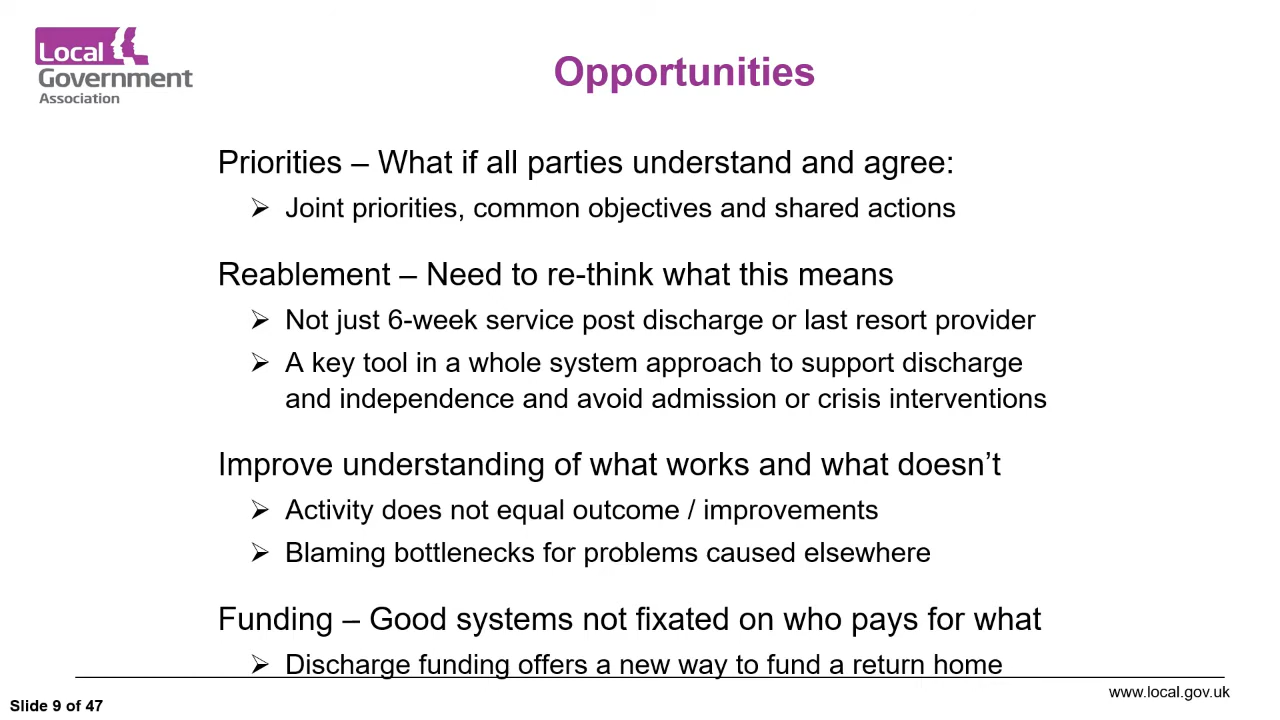 Local
Government
Association
Opportunities
Priorities – What if all parties understand and agree:
➢ Joint priorities, common objectives and shared actions
Reablement – Need to re-think what this means
➢ Not just 6-week service post discharge or last resort provider
➢ A key tool in a whole system approach to support discharge
and independence and avoid admission or crisis interventions
Improve understanding of what works and what doesn’t
➢ Activity does not equal outcome / improvements
➢ Blaming bottlenecks for problems caused elsewhere
Funding – Good systems not fixated on who pays for what
➢ Discharge funding offers a new way to fund a return home
www.local.gov.uk
Slide 9 of 47